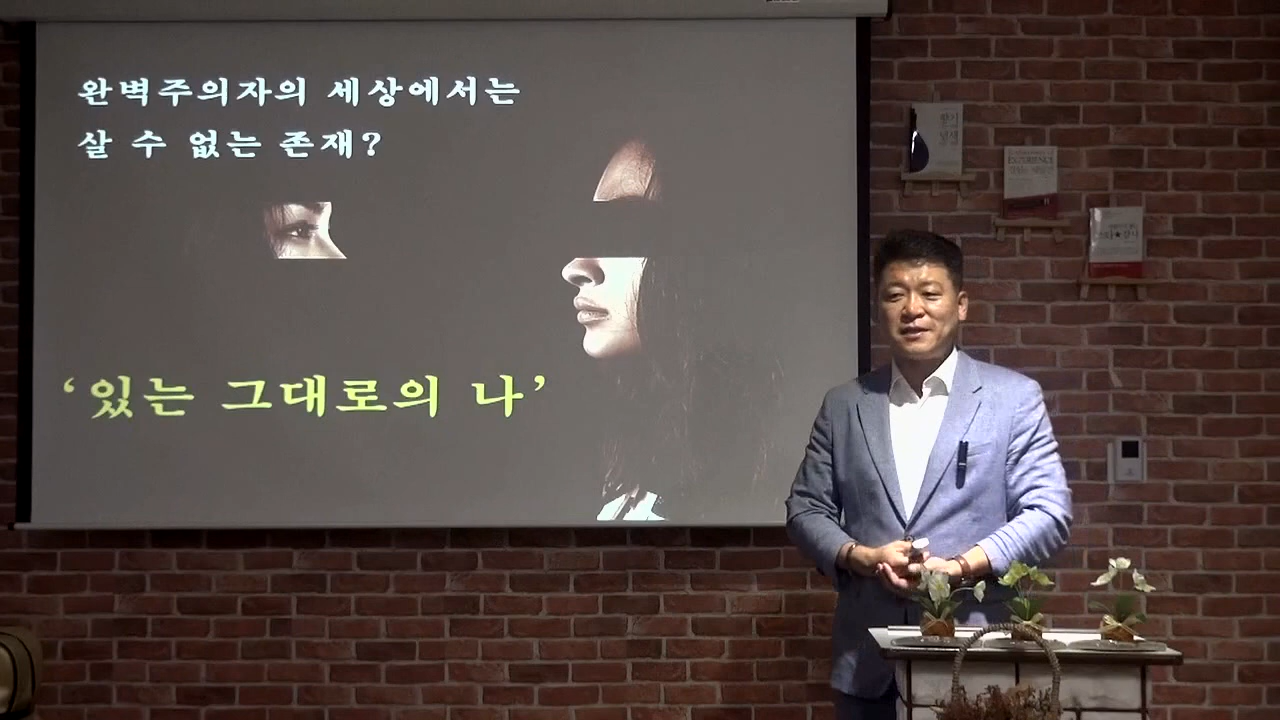 완벽주의자의 세상에서는
살 수 없는 존재?
‘있는 그대로의 나’